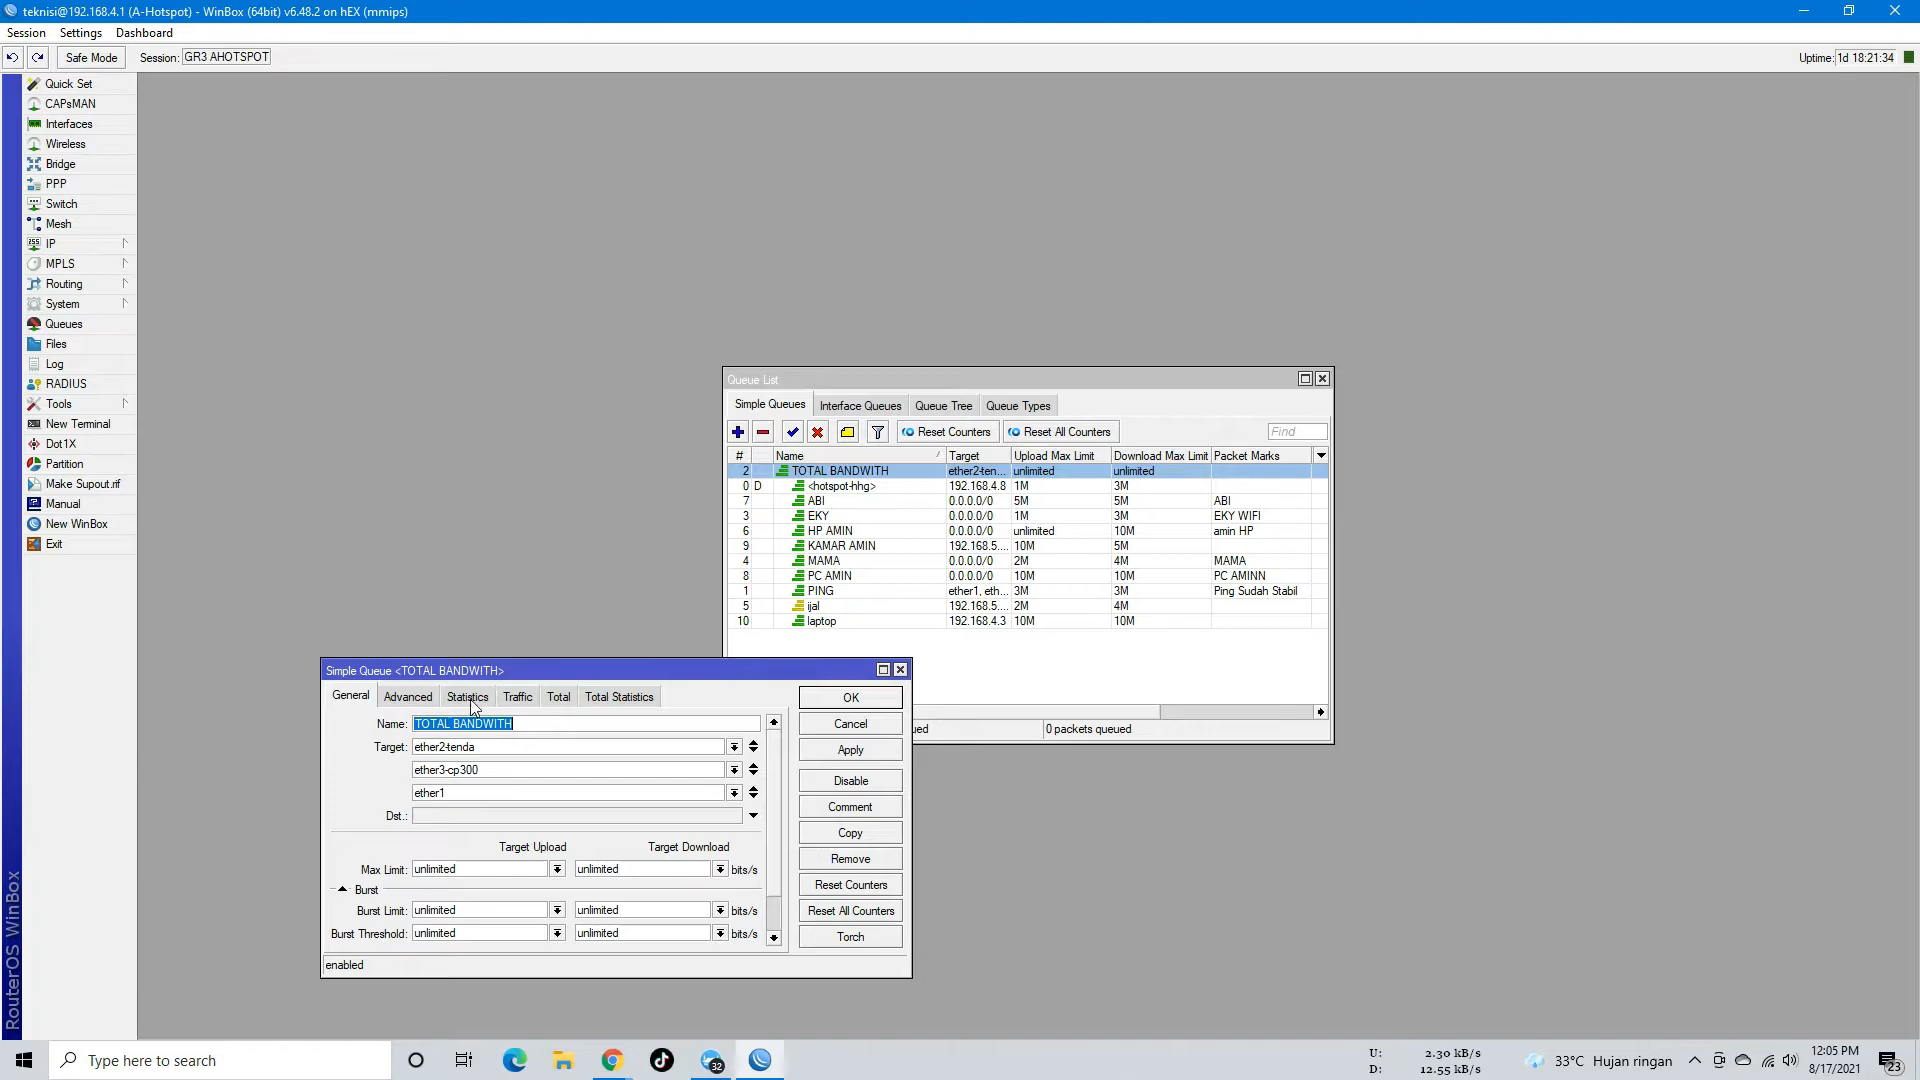 teknisi@192.168.4.1 (A-Hotspot) - WinBox (64bit) v6.48.2 on hEX (mmips)
Session Settings Dashboard
Safe Mode Session: GR3 AHOTSPOT Uptime: 1d 18:21:34
Quick Set
CAPsMAN
Interfaces
Wireless
Bridge
PPP
Switch
Mesh
IP
MPLS
Routing
System
Queues
Files
Log
RADIUS
Tools
New Terminal
Dot1X
Partition
Make Supout.rif
Manual
New WinBox
Exit
RouterOS WinBox
Queue List
Simple Queues Interface Queues Queue Tree Queue Types
Reset Counters Reset All Counters Find
# Name Target Upload Max Limit Download Max Limit Packet Marks
2 TOTAL BANDWITH ether2-ten... unlimited unlimited
0 D <hotspot-hhg> 192.168.4.8 1M 3M
7 ABI 0.0.0.0/0 5M 5M ABI
3 EKY 0.0.0.0/0 1M 3M EKY WIFI
6 HP AMIN 0.0.0.0/0 unlimited 10M amin HP
9 KAMAR AMIN 192.168.5.... 10M 5M
4 MAMA 0.0.0.0/0 2M 4M MAMA
8 PC AMIN 0.0.0.0/0 10M 10M PC AMINN
1 PING ether1, eth... 3M 3M Ping Sudah Stabil
5 ijal 192.168.5.... 2M 4M
10 laptop 192.168.4.3 10M 10M
0 packets queued
Simple Queue <TOTAL BANDWITH>
General Advanced Statistics Traffic Total Total Statistics
Name: TOTAL BANDWITH
Target: ether2-tenda
ether3-cp300
ether1
Dst.:
Target Upload Target Download
Max Limit: unlimited unlimited bits/s
Burst
Burst Limit: unlimited unlimited bits/s
Burst Threshold: unlimited unlimited bits/s
enabled
OK
Cancel
Apply
Disable
Comment
Copy
Remove
Reset Counters
Reset All Counters
Torch
Type here to search
32
U: 2.30 kB/s
D: 12.55 kB/s
33°C Hujan ringan
12:05 PM
8/17/2021
23